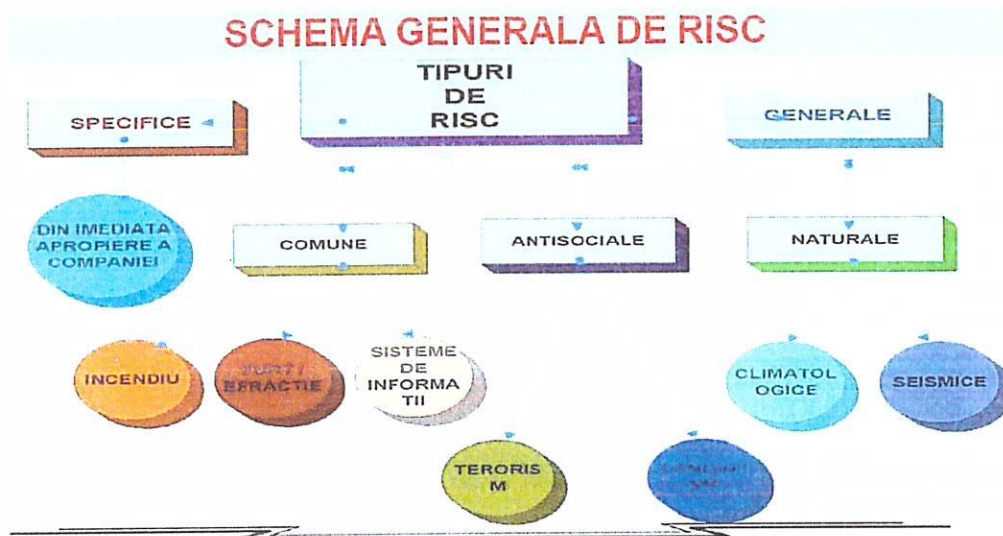 SCHEMA GENERALA DE RISC
TIPURI
DE
RISC
SPECIFICE
GENERALE
DIN IMEDIATA
APROPIERE A
COMPANIEI
COMUNE
ANTISOCIALE
NATURALE
INCENDIU
EFRACTIE
SISTEME
DE
INFORMA
TII
CLIMATOL
OGICE
SEISMICE
TERORIS
M